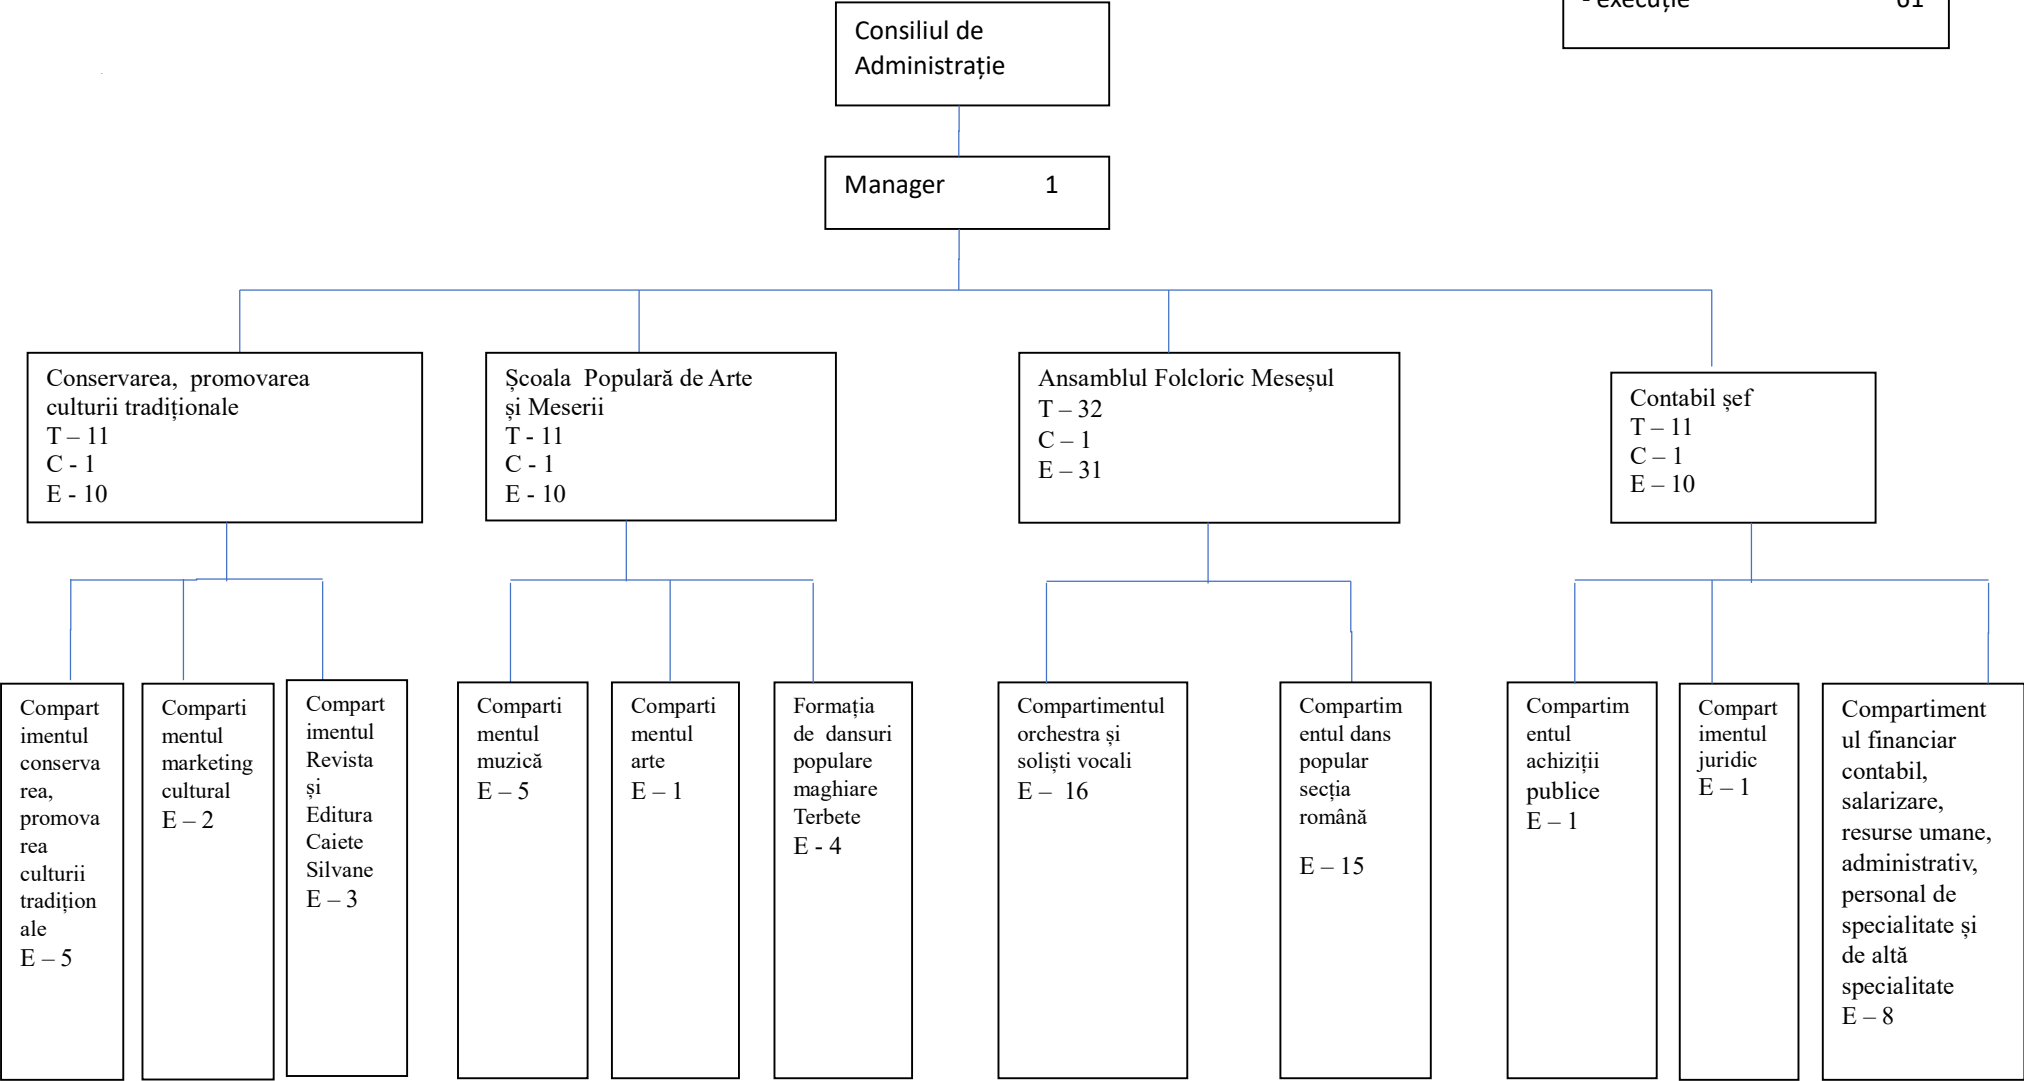 - execuție 61
Consiliul de
Administrație
Manager 1
Conservarea, promovarea
culturii tradiționale
T – 11
C - 1
E - 10
Școala Populară de Arte
și Meserii
T - 11
C - 1
E - 10
Ansamblul Folcloric Meseșul
T – 32
C – 1
E – 31
Contabil șef
T – 11
C – 1
E – 10
Compart
imentul
conserva
rea,
promova
rea
culturii
tradițion
ale
E – 5
Comparti
mentul
marketing
cultural
E – 2
Compart
imentul
Revista
și
Editura
Caiete
Silvane
E – 3
Comparti
mentul
muzică
E – 5
Comparti
mentul
arte
E – 1
Formația
de dansuri
populare
maghiare
Terbete
E - 4
Compartimentul
orchestra și
soliști vocali
E – 16
Compartim
entul dans
popular
secția
română
E – 15
Compartim
entul
achiziții
publice
E – 1
Compart
imentul
juridic
E – 1
Compartiment
ul financiar
contabil,
salarizare,
resurse umane,
administrativ,
personal de
specialitate și
de altă
specialitate
E – 8